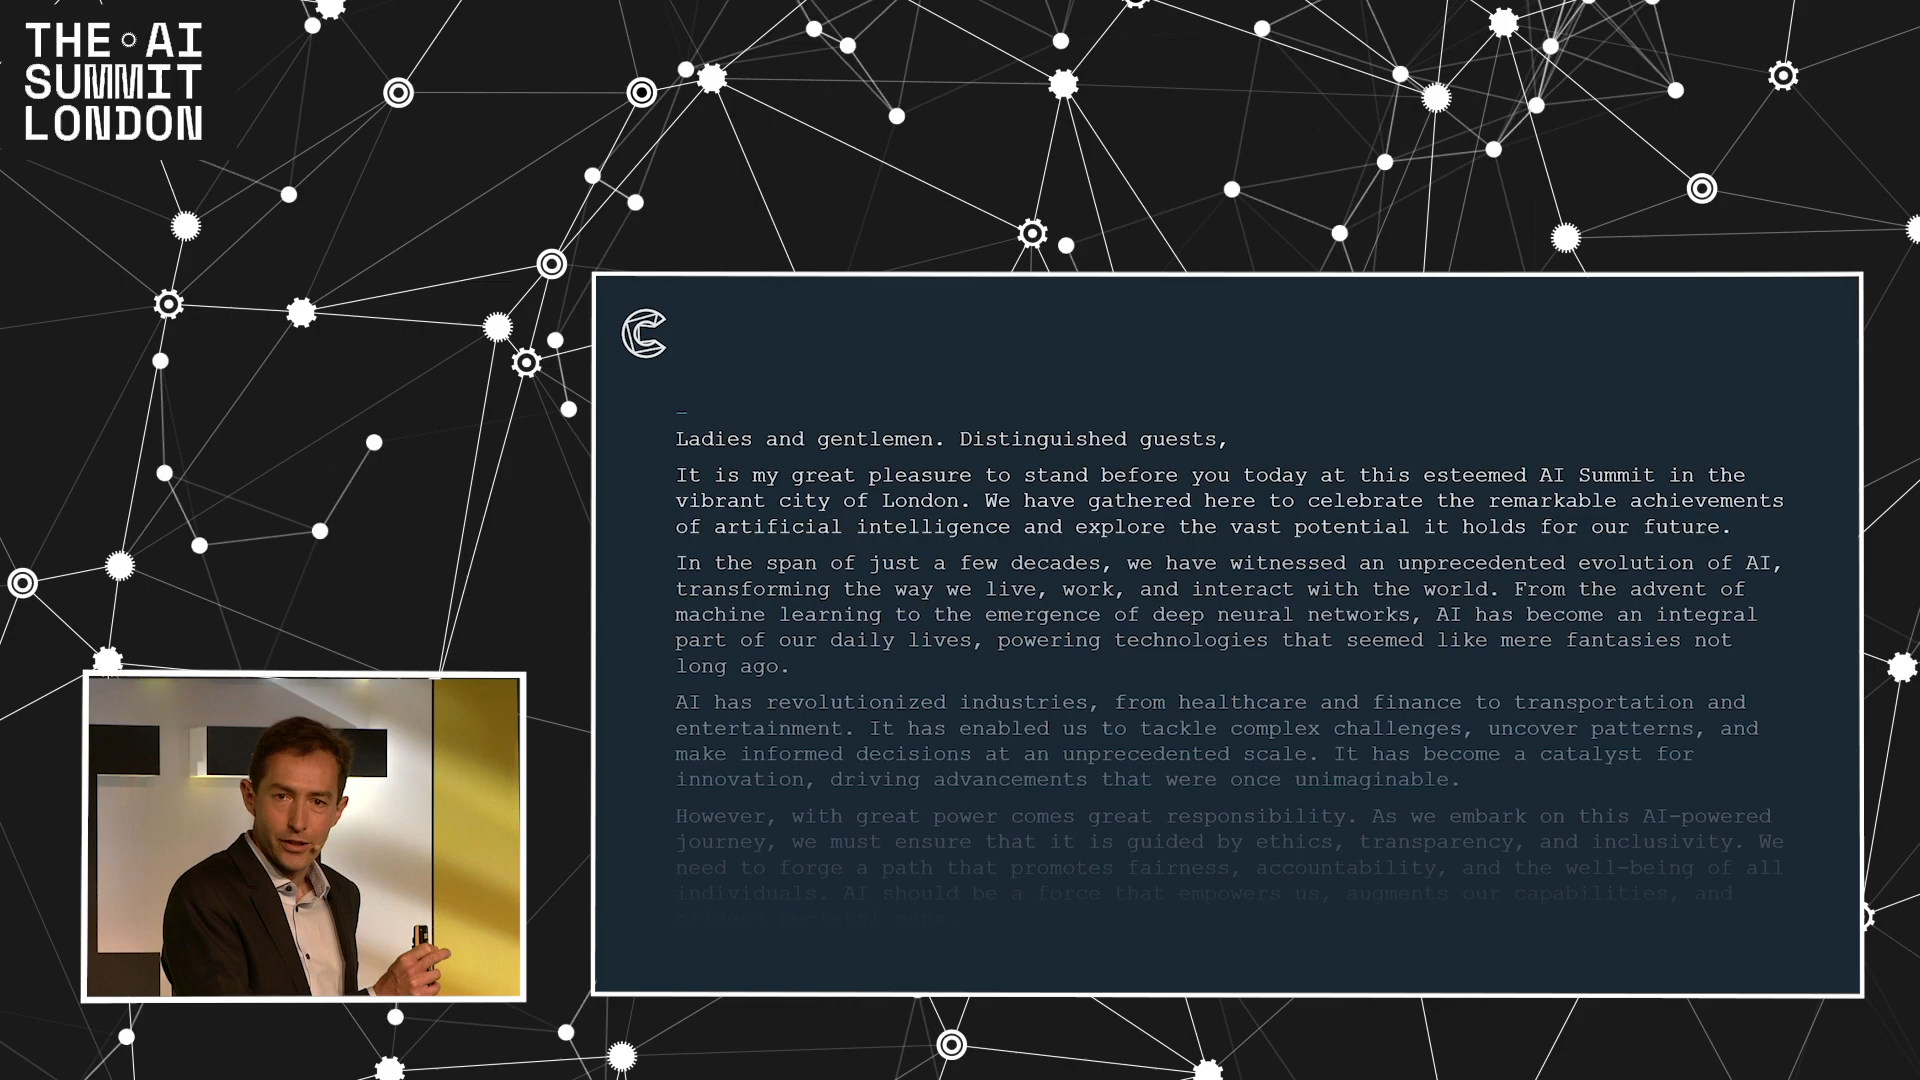 THE AI
SUMMIT
LONDON
Ladies and gentlemen. Distinguished guests,
It is my great pleasure to stand before you today at this esteemed AI Summit in the
vibrant city of London. We have gathered here to celebrate the remarkable achievements
of artificial intelligence and explore the vast potential it holds for our future.
In the span of just a few decades, we have witnessed an unprecedented evolution of AI,
transforming the way we live, work, and interact with the world. From the advent of
machine learning to the emergence of deep neural networks, AI has become an integral
part of our daily lives, powering technologies that seemed like mere fantasies not
long ago.
AI has revolutionized industries, from healthcare and finance to transportation and
entertainment. It has enabled us to tackle complex challenges, uncover patterns, and
make informed decisions at an unprecedented scale. It has become a catalyst for
innovation, driving advancements that were once unimaginable.
However, with great power comes great responsibility. As we embark on this AI-powered
journey, we must ensure that it is guided by ethics, transparency, and inclusivity. We
need to forge a path that promotes fairness, accountability, and the well-being of all
individuals. AI should be a force that empowers us, augments our capabilities, and